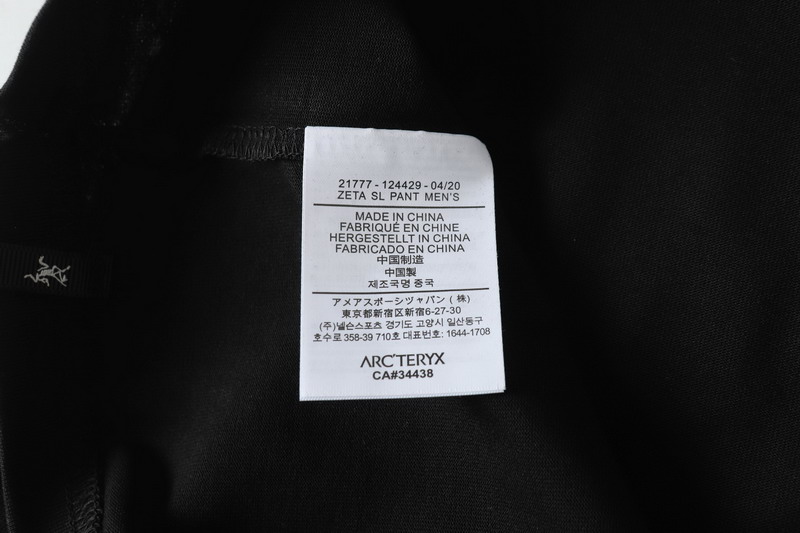 21777 - 124429 - 04/20
ZETA SL PANT MEN'S
MADE IN CHINA
FABRIQUÉ EN CHINE
HERGESTELLT IN CHINA
FABRICADO EN CHINA
中国制造
中国製
제조국명 중국
アメアスポーシヅャパン ( 株)
東京都新宿区新宿6-27-30
(주)넬슨스포츠 경기도 고양시 일산동구
호수로 358-39 710호 대표번호: 1644-1708
ARC'TERYX
CA#34438